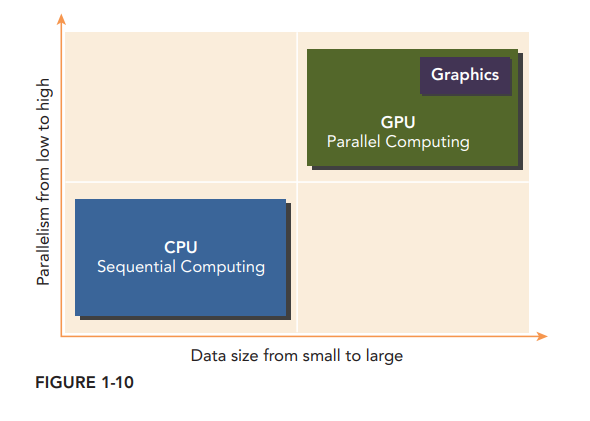 Parallelism from low to high
Graphics
GPU
Parallel Computing
CPU
Sequential Computing
Data size from small to large
FIGURE 1-10